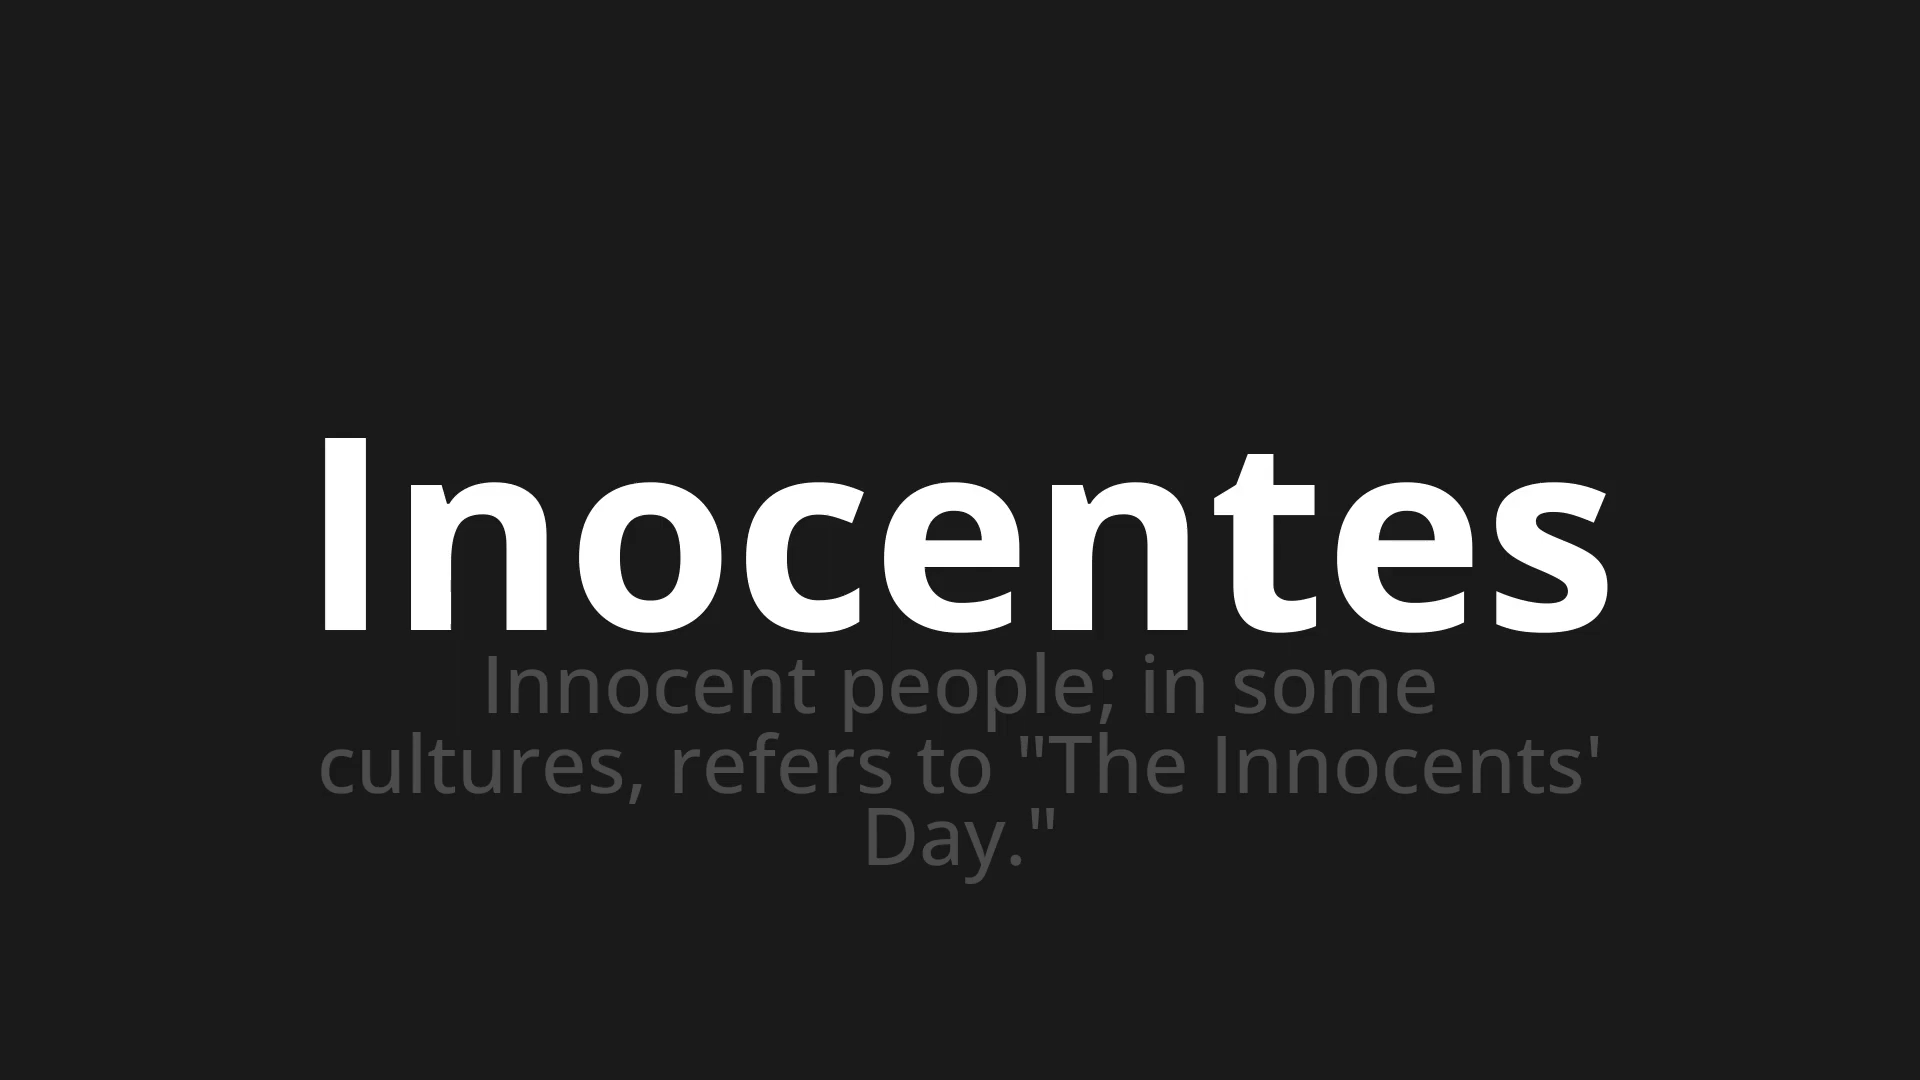 Inocentes
Innocent people; in some
cultures, refers to "The Innocents'
Day."